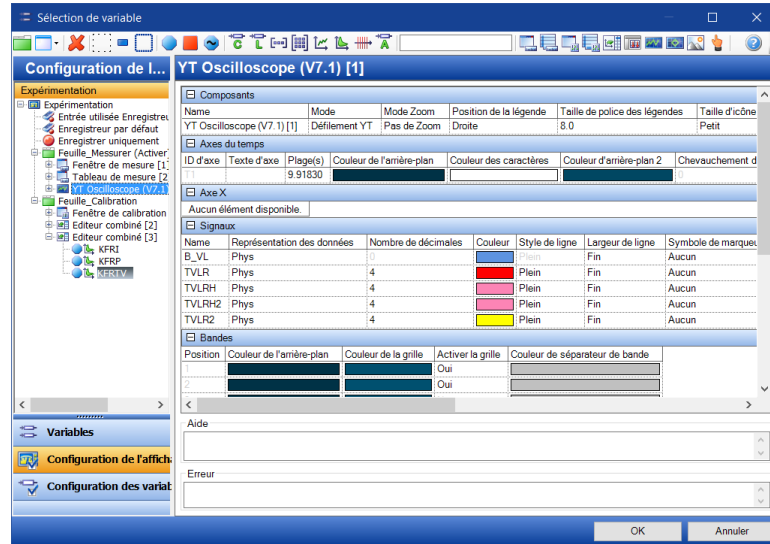 Sélection de variable
Configuration de l...
YT Oscilloscope (V7.1) [1]
Expérimentation
Expérimentation
Entrée utilisée Enregistreu
Enregistreur par défaut
Enregistrer uniquement
Feuille_Messurer (Activer
Fenêtre de mesure [1]
Tableau de mesure [2
YT Oscilloscope (V7.1)
Feuille_Calibration
Fenêtre de calibration
Editeur combiné [2]
Editeur combiné [3]
KFRI
KFRP
KFRTV
Composants
Name Mode Mode Zoom Position de la légende Taille de police des légendes Taille d'icône
YT Oscilloscope (V7.1) [1] Défilement YT Pas de Zoom Droite 8.0 Petit
Axes du temps
ID d'axe Texte d'axe Plage(s) Couleur de l'arrière-plan Couleur des caractères Couleur d'arrière-plan 2 Chevauchement d
T1 9.91830 0
Axe X
Aucun élément disponible.
Signaux
Name Représentation des données Nombre de décimales Couleur Style de ligne Largeur de ligne Symbole de marqueu
B_VL Phys 0 Plein Fin Aucun
TVLR Phys 4 Plein Fin Aucun
TVLRH Phys 4 Plein Fin Aucun
TVLRH2 Phys 4 Plein Fin Aucun
TVLR2 Phys 4 Plein Fin Aucun
Bandes
Position Couleur de l'arrière-plan Couleur de la grille Activer la grille Couleur de séparateur de bande
1 Oui
2 Oui
Variables
Configuration de l'afficha
Configuration des variab
Aide
Erreur
OK Annuler